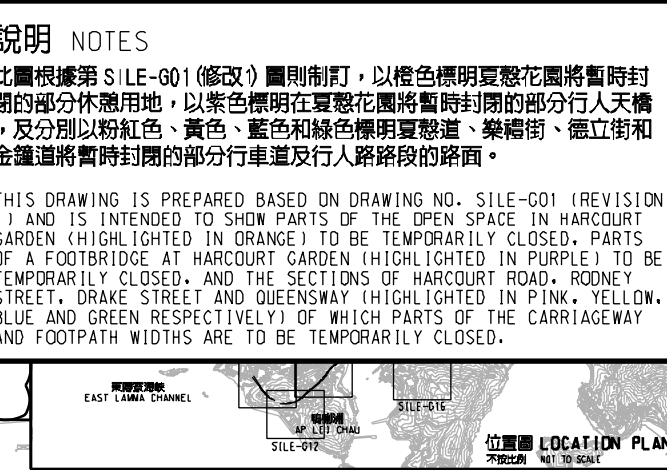 說明 NOTES
此圖根據第 SILE-G01 (修改1) 圖則制訂，以橙色標明夏慤花園將暫時封
閉的部分休憩用地，以紫色標明在夏慤花園將暫時封閉的部分行人天橋
，及分別以粉紅色、黃色、藍色和綠色標明夏慤道、樂禮街、德立街和
金鐘道將暫時封閉的部分行車道及行人路路段的路面。
THIS DRAWING IS PREPARED BASED ON DRAWING NO. SILE-G01 (REVISION
) AND IS INTENDED TO SHOW PARTS OF THE OPEN SPACE IN HARCOURT
GARDEN (HIGHLIGHTED IN ORANGE) TO BE TEMPORARILY CLOSED, PARTS
OF A FOOTBRIDGE AT HARCOURT GARDEN (HIGHLIGHTED IN PURPLE) TO BE
TEMPORARILY CLOSED, AND THE SECTIONS OF HARCOURT ROAD, RODNEY
STREET, DRAKE STREET AND QUEENSWAY (HIGHLIGHTED IN PINK, YELLOW,
BLUE AND GREEN RESPECTIVELY) OF WHICH PARTS OF THE CARRIAGEWAY
AND FOOTPATH WIDTHS ARE TO BE TEMPORARILY CLOSED.
東博寮海峽
EAST LAMMA CHANNEL
鴨脷洲
AP LEI CHAU
SILE-G12
SILE-G16
位置圖 LOCATION PLAN
不按比例 NOT TO SCALE